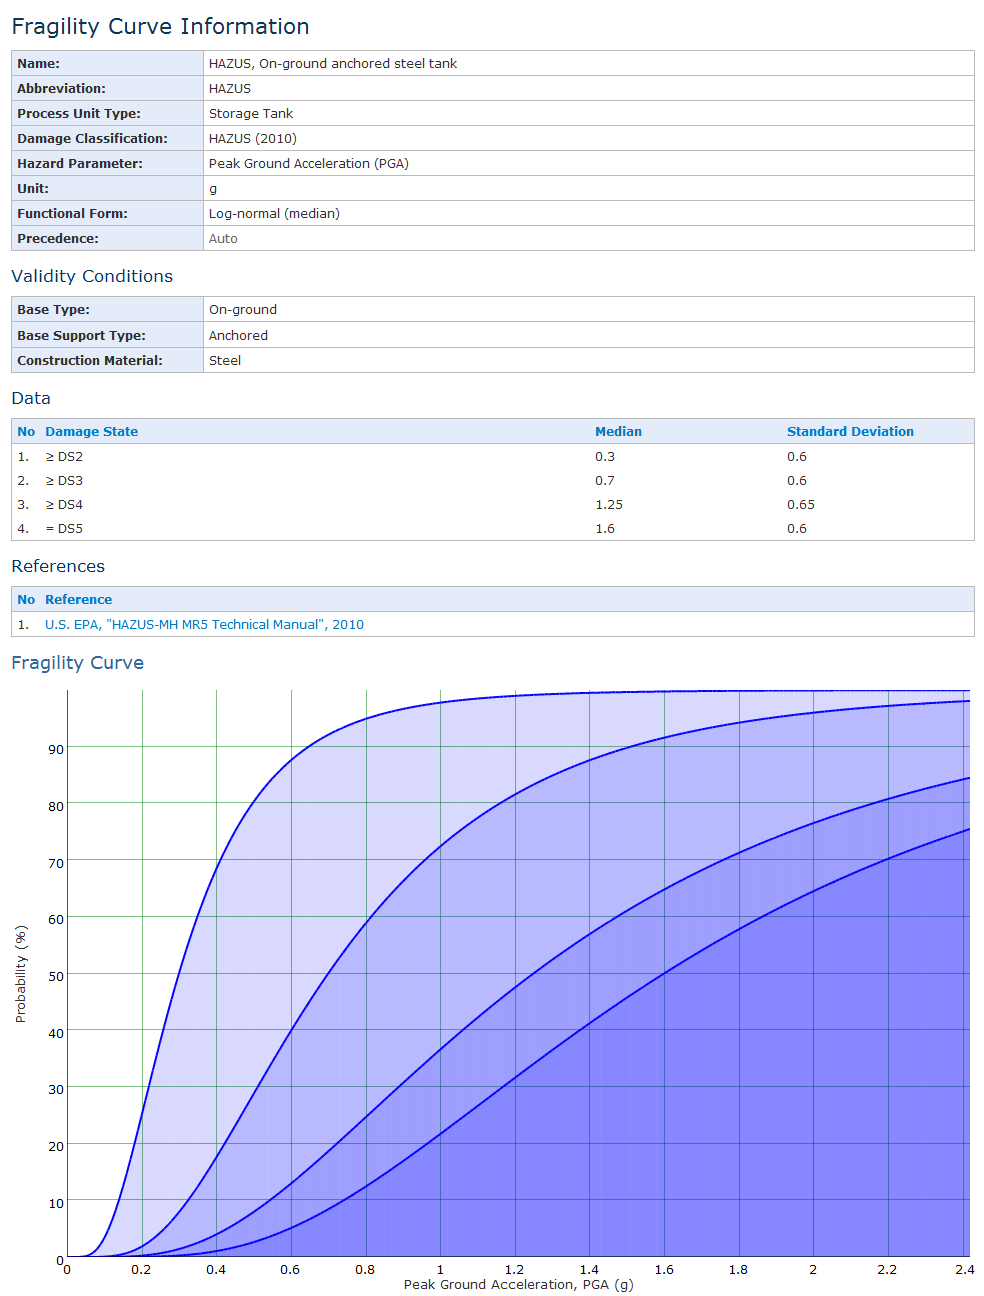 Fragility Curve Information
Name: HAZUS, On-ground anchored steel tank
Abbreviation: HAZUS
Process Unit Type: Storage Tank
Damage Classification: HAZUS (2010)
Hazard Parameter: Peak Ground Acceleration (PGA)
Unit: g
Functional Form: Log-normal (median)
Precedence: Auto
Validity Conditions
Base Type: On-ground
Base Support Type: Anchored
Construction Material: Steel
Data
No Damage State Median Standard Deviation
1. ≥ DS2 0.3 0.6
2. ≥ DS3 0.7 0.6
3. ≥ DS4 1.25 0.65
4. = DS5 1.6 0.6
References
No Reference
1. U.S. EPA, "HAZUS-MH MR5 Technical Manual", 2010
Fragility Curve
90
80
70
60
50
40
30
20
10
0
Probability (%)
0 0.2 0.4 0.6 0.8 1 1.2 1.4 1.6 1.8 2 2.2 2.4
Peak Ground Acceleration, PGA (g)